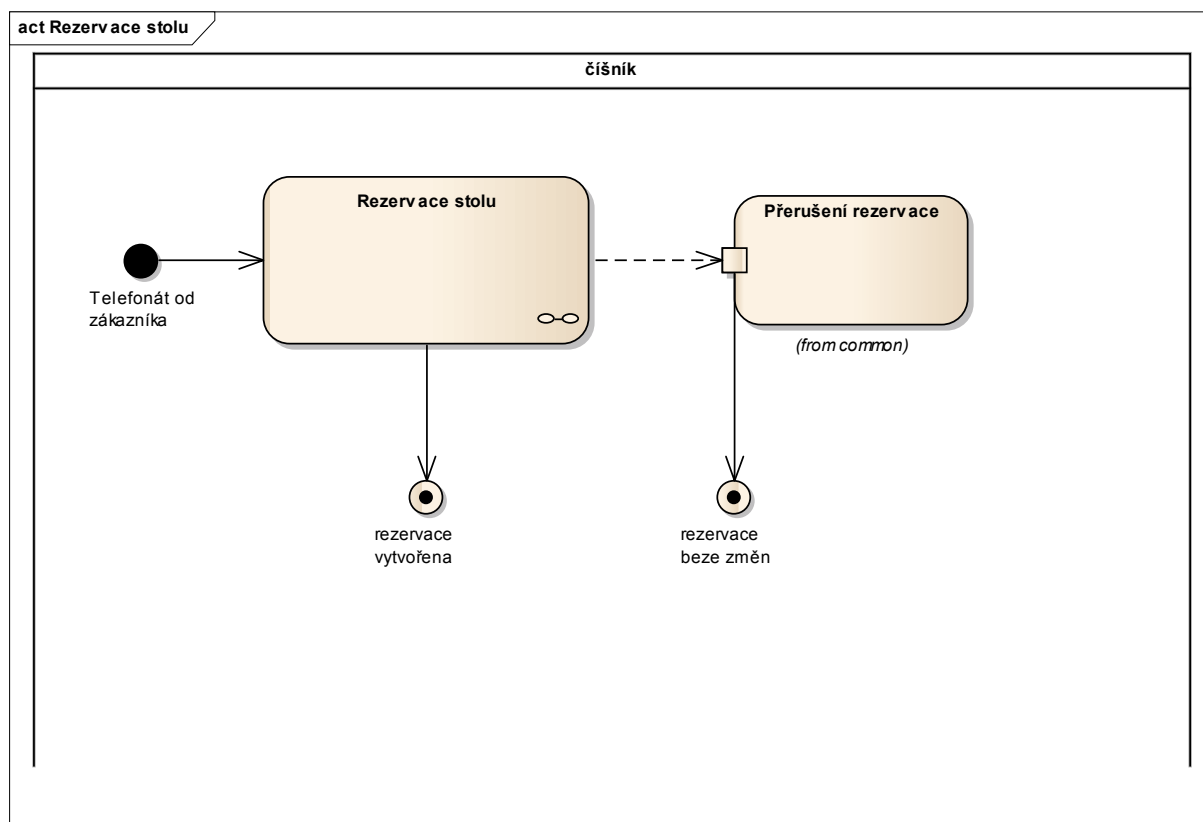 act Rezervace stolu
číšník
Rezervace stolu
Přerušení rezervace
Telefonát od
zákazníka
(from common)
rezervace
vytvořena
rezervace
beze změn